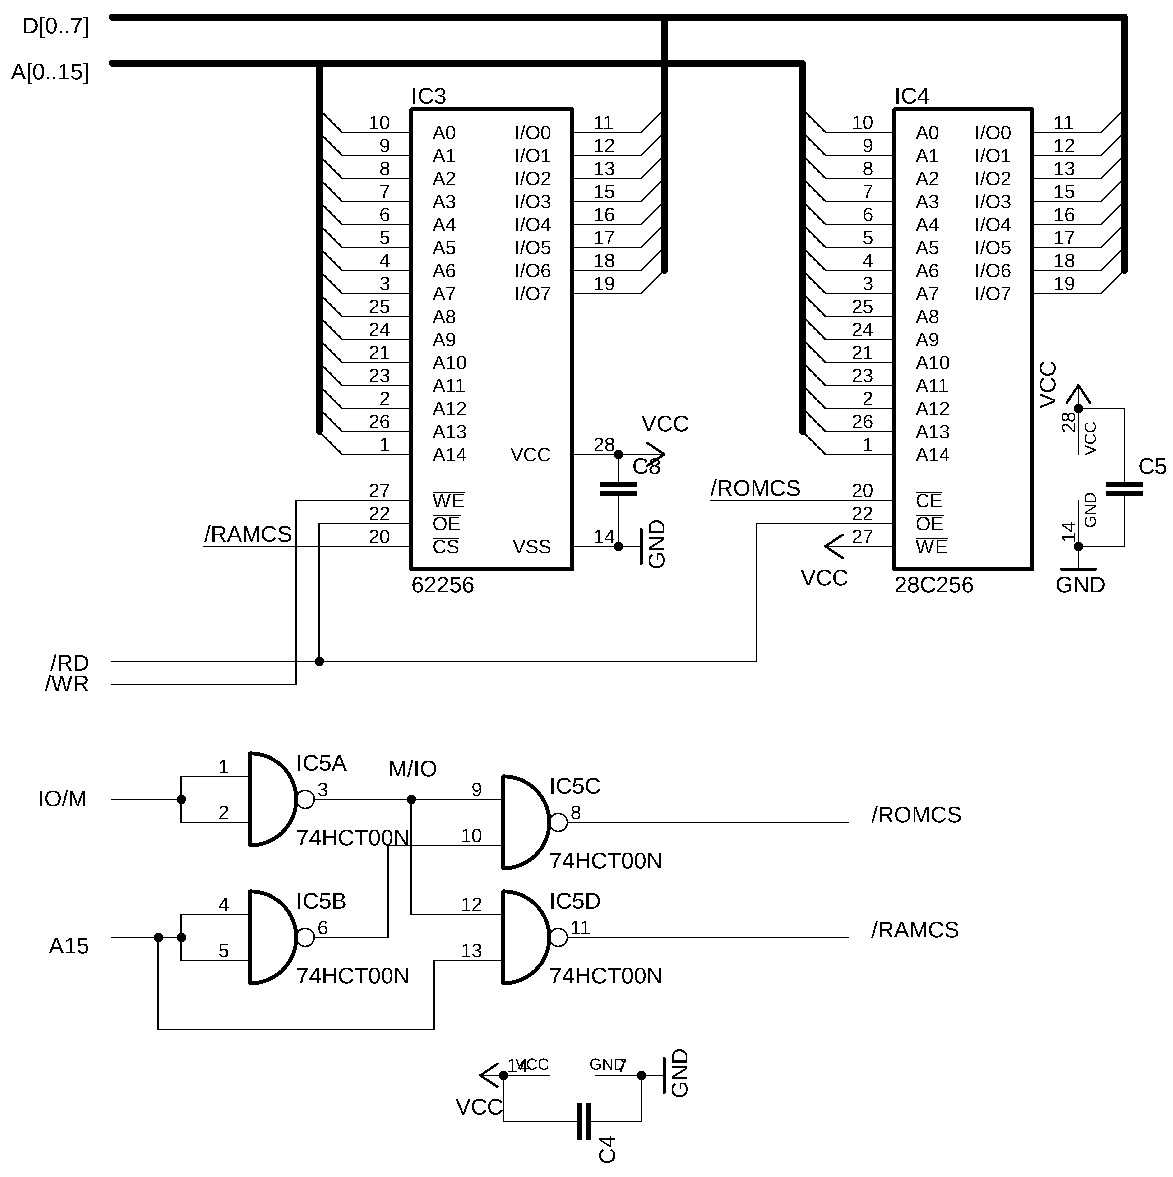 D[0..7]
A[0..15]
IC3
IC4
10 A0 I/O0 11
9 A1 I/O1 12
8 A2 I/O2 13
7 A3 I/O3 15
6 A4 I/O4 16
5 A5 I/O5 17
4 A6 I/O6 18
3 A7 I/O7 19
25 A8
24 A9
21 A10
23 A11
2 A12
26 A13
1 A14 VCC 28
VCC
C8
27 WE
22 OE
/RAMCS 20 CS VSS 14
GND
62256
10 A0 I/O0 11
9 A1 I/O1 12
8 A2 I/O2 13
7 A3 I/O3 15
6 A4 I/O4 16
5 A5 I/O5 17
4 A6 I/O6 18
3 A7 I/O7 19
25 A8
24 A9
21 A10
23 A11
2 A12
26 A13
1 A14
/ROMCS 20 CE
22 OE
27 WE
VCC
28C256
VCC
28 VCC
C5
14 GND
GND
/RD
/WR
IO/M
1
2
IC5A
3
74HCT00N
M/IO
9
10
IC5C
8
74HCT00N
/ROMCS
A15
4
5
IC5B
6
74HCT00N
12
13
IC5D
11
74HCT00N
/RAMCS
14 VCC
GND 7
GND
VCC
C4